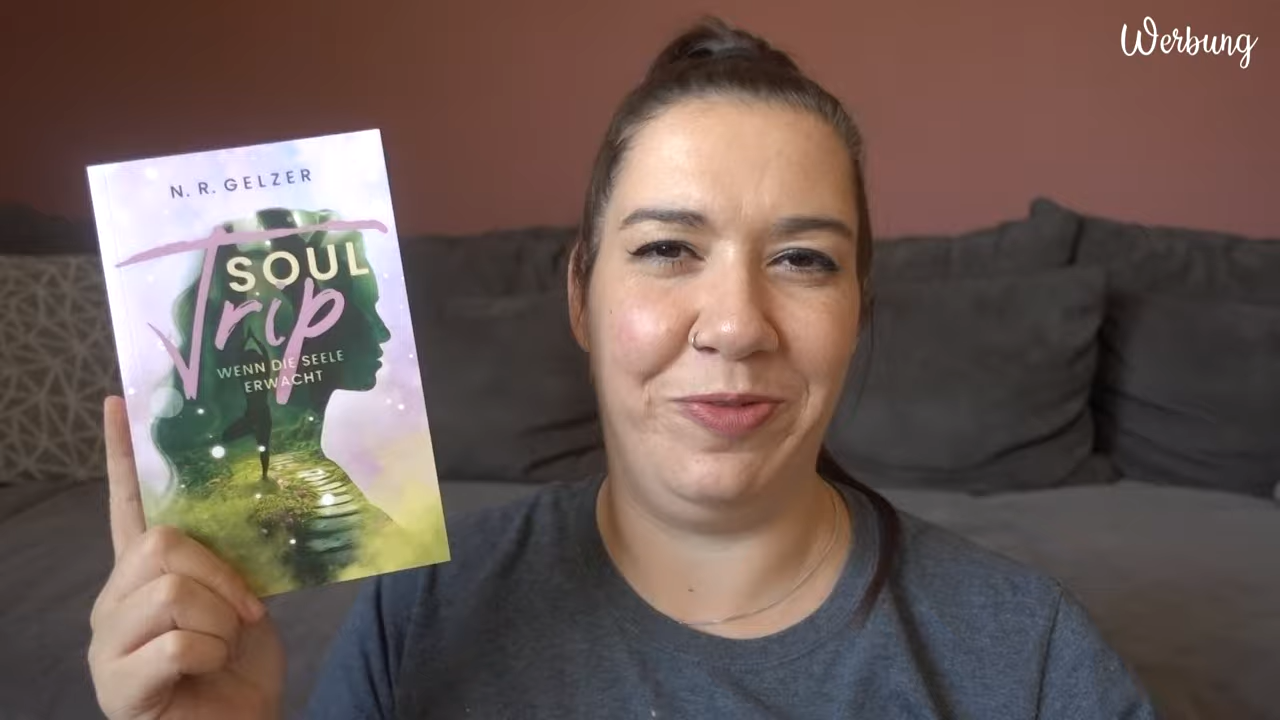 Werbung
N. R. GELZER
SOUL
Trip
WENN DIE SEELE
ERWACHT